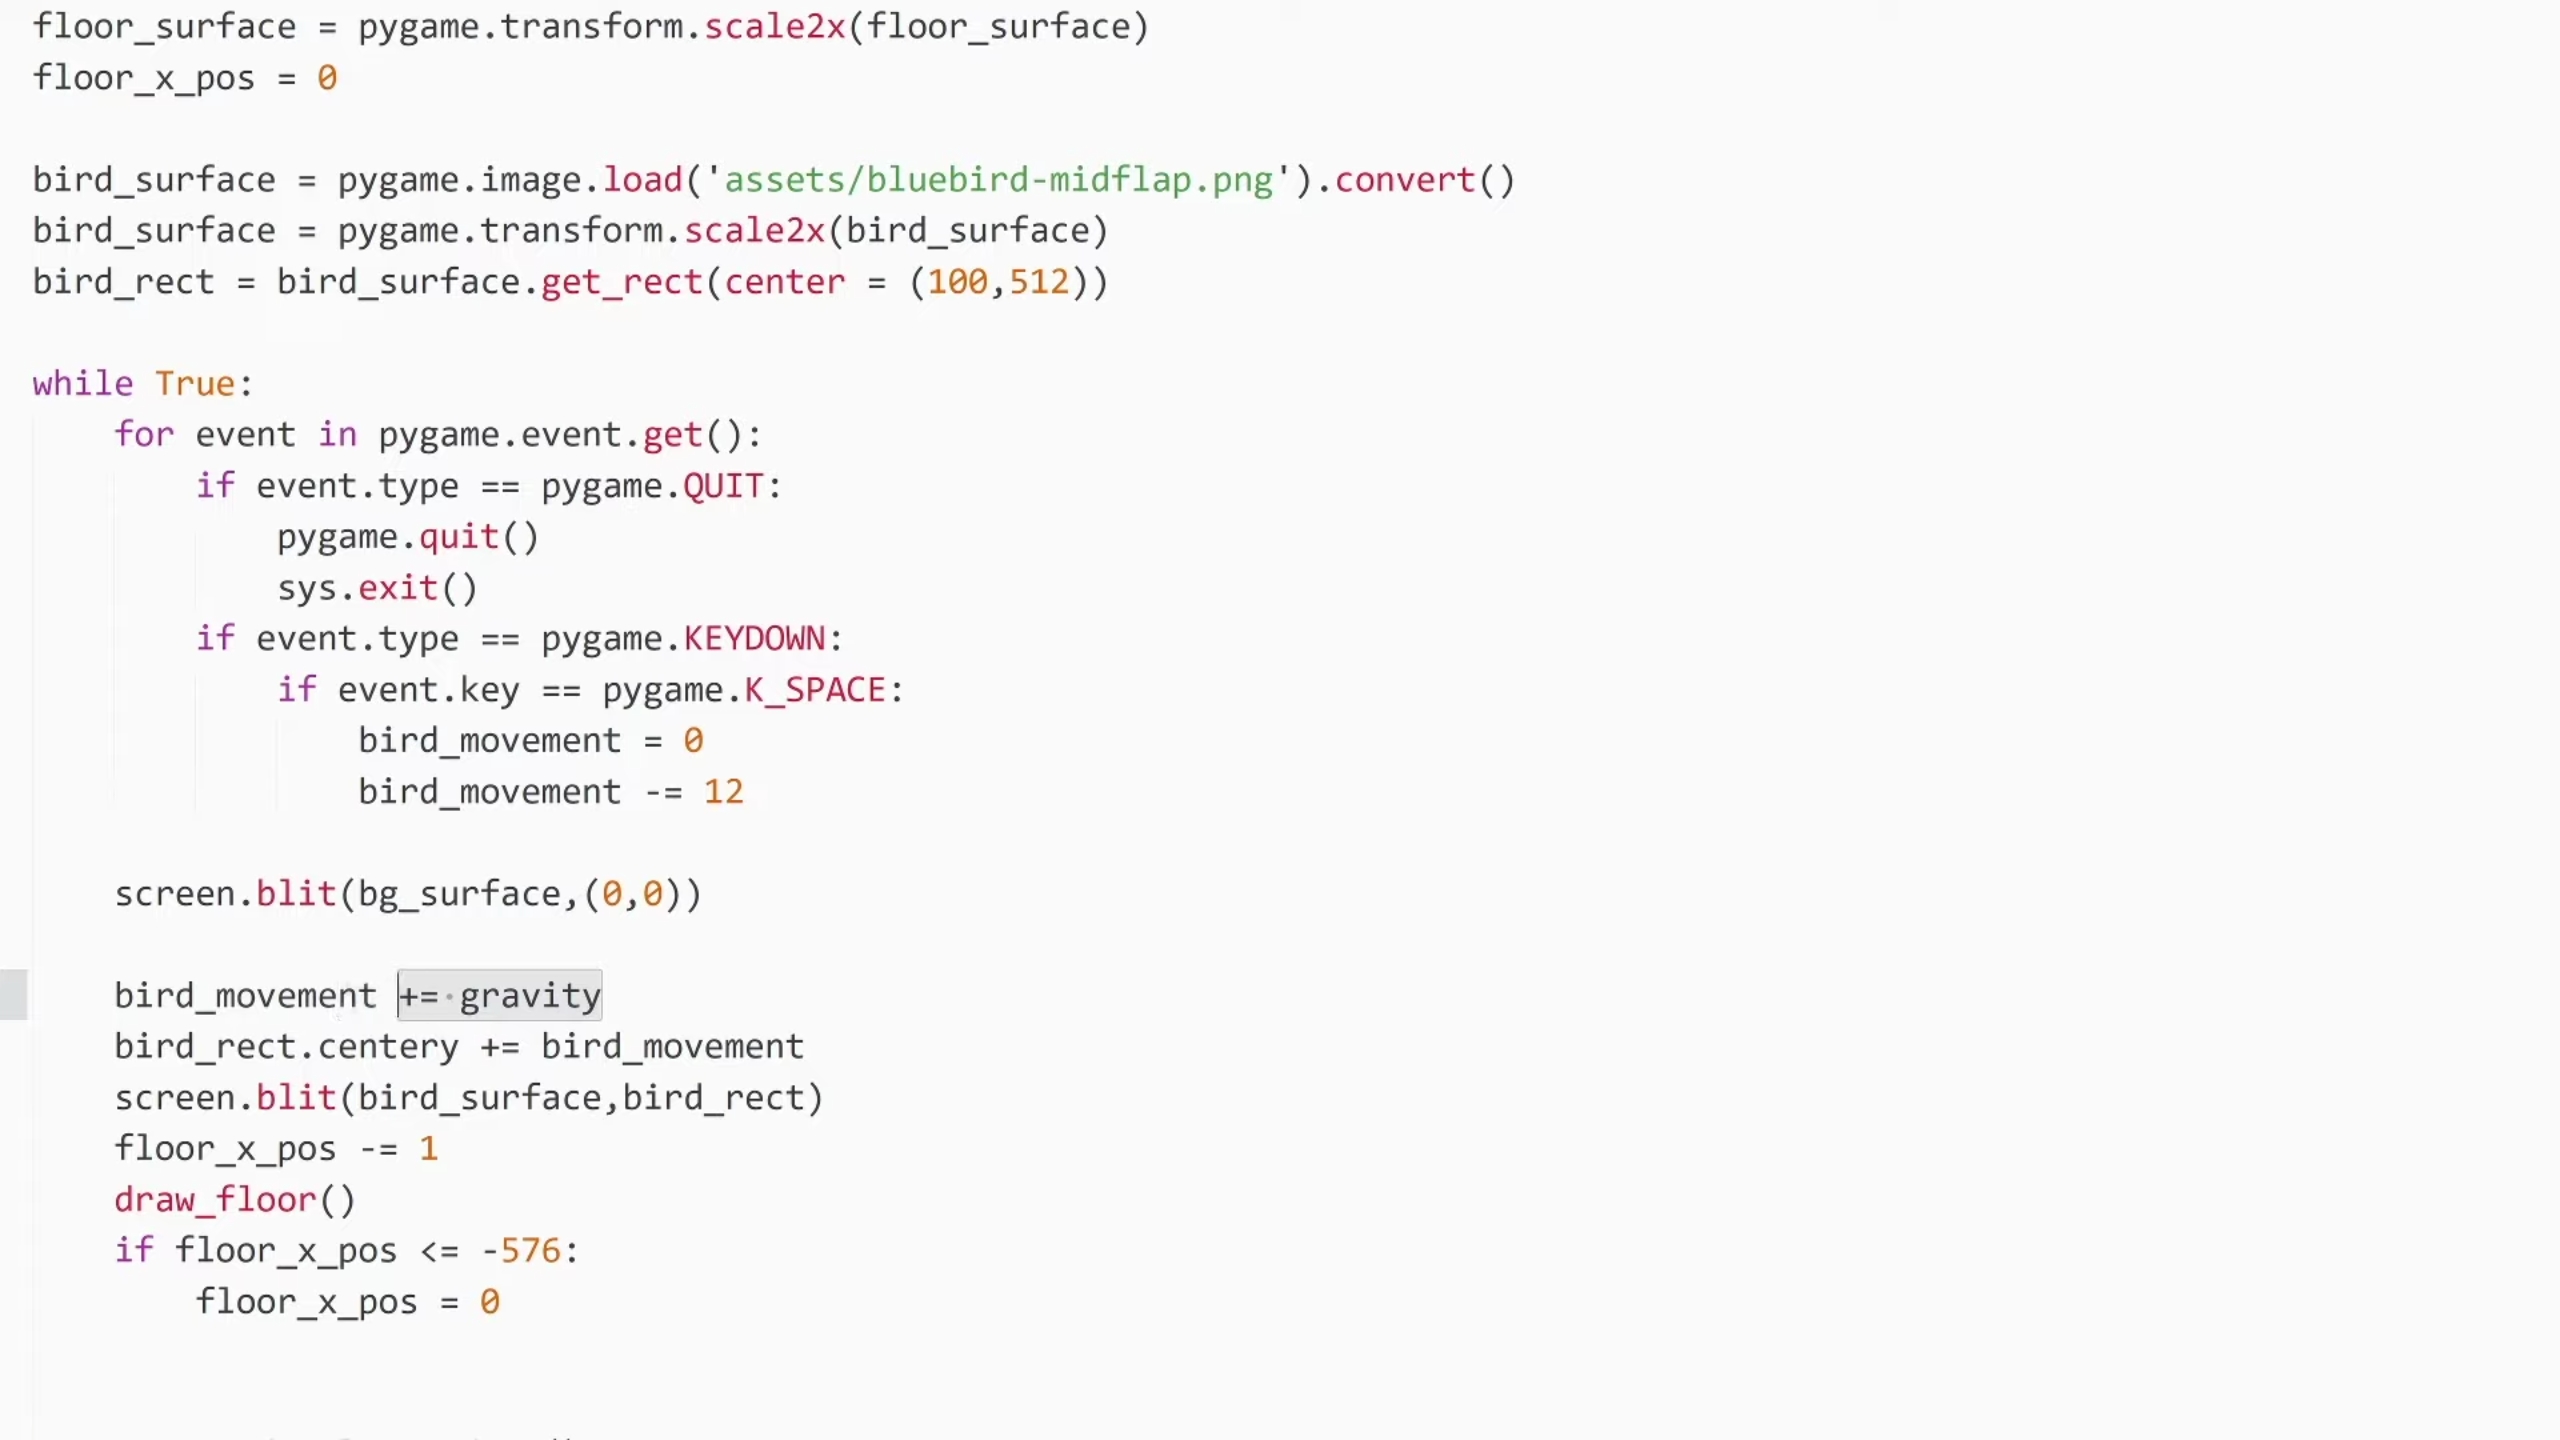 floor_surface = pygame.transform.scale2x(floor_surface)
floor_x_pos = 0

bird_surface = pygame.image.load('assets/bluebird-midflap.png').convert()
bird_surface = pygame.transform.scale2x(bird_surface)
bird_rect = bird_surface.get_rect(center = (100,512))

while True:
    for event in pygame.event.get():
        if event.type == pygame.QUIT:
            pygame.quit()
            sys.exit()
        if event.type == pygame.KEYDOWN:
            if event.key == pygame.K_SPACE:
                bird_movement = 0
                bird_movement -= 12

    screen.blit(bg_surface,(0,0))

    bird_movement += gravity
    bird_rect.centery += bird_movement
    screen.blit(bird_surface,bird_rect)
    floor_x_pos -= 1
    draw_floor()
    if floor_x_pos <= -576:
        floor_x_pos = 0